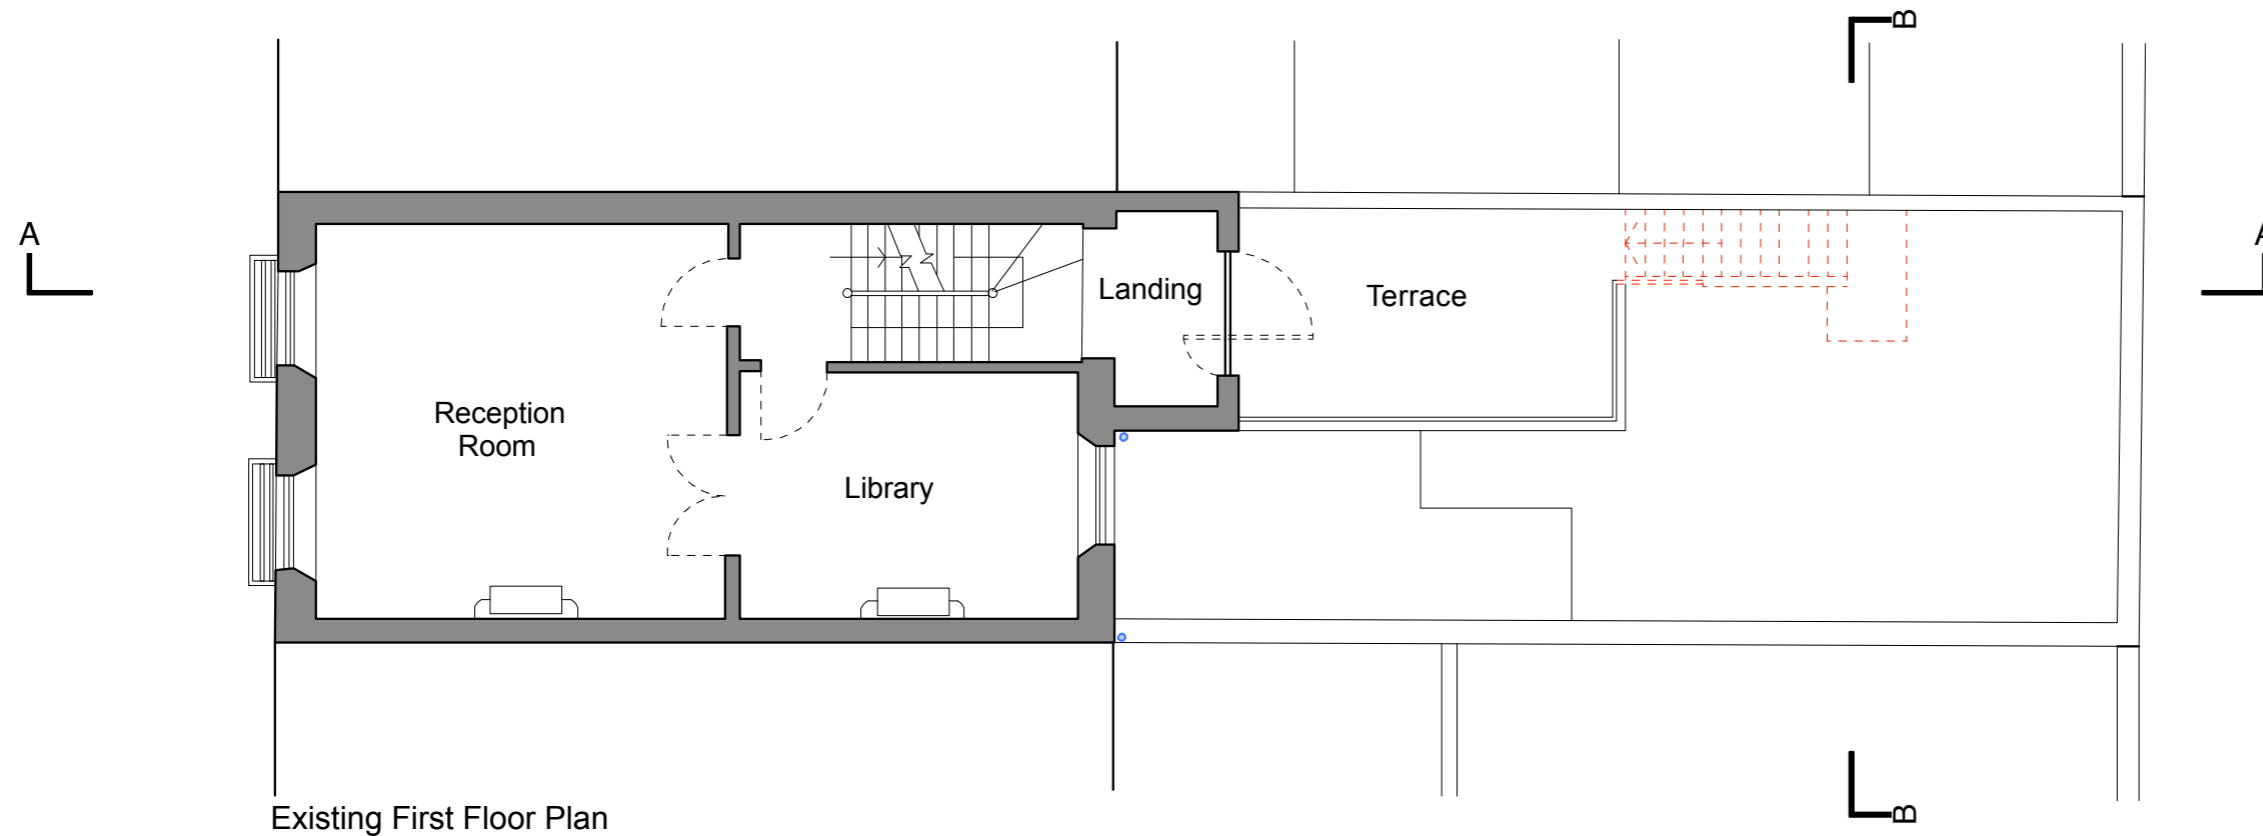 B
A
A
Landing
Terrace
Reception
Room
Library
Existing First Floor Plan
B